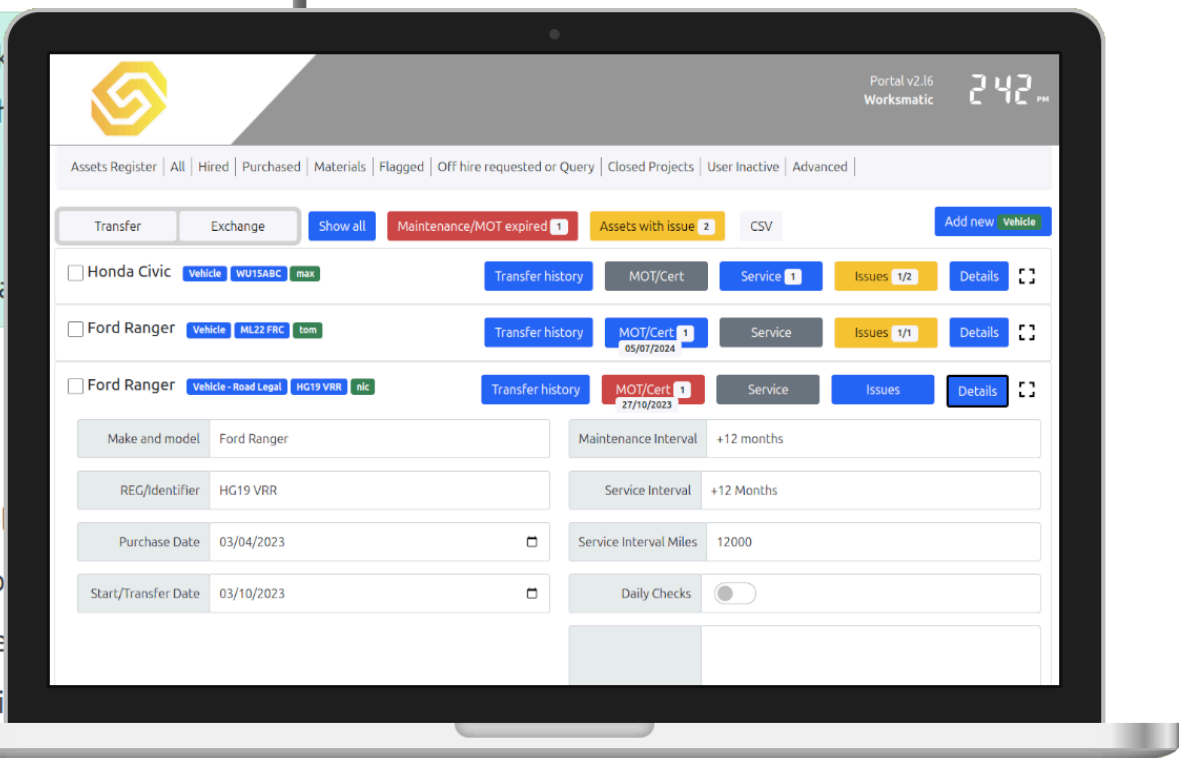 Portal v2.l6
Worksmatic
242 PM
Assets Register | All | Hired | Purchased | Materials | Flagged | Off hire requested or Query | Closed Projects | User Inactive | Advanced |
Transfer Exchange Show all Maintenance/MOT expired 1 Assets with issue 2 CSV Add new Vehicle
Honda Civic Vehicle WU15ABC max Transfer history MOT/Cert Service 1 Issues 1/2 Details
Ford Ranger Vehicle ML22 FRC tom Transfer history MOT/Cert 1 Service Issues 1/1 Details
05/07/2024
Ford Ranger Vehicle - Road Legal HG19 VRR nic Transfer history MOT/Cert 1 Service Issues Details
27/10/2023
Make and model Ford Ranger Maintenance Interval +12 months
REG/Identifier HG19 VRR Service Interval +12 Months
Purchase Date 03/04/2023 Service Interval Miles 12000
Start/Transfer Date 03/10/2023 Daily Checks